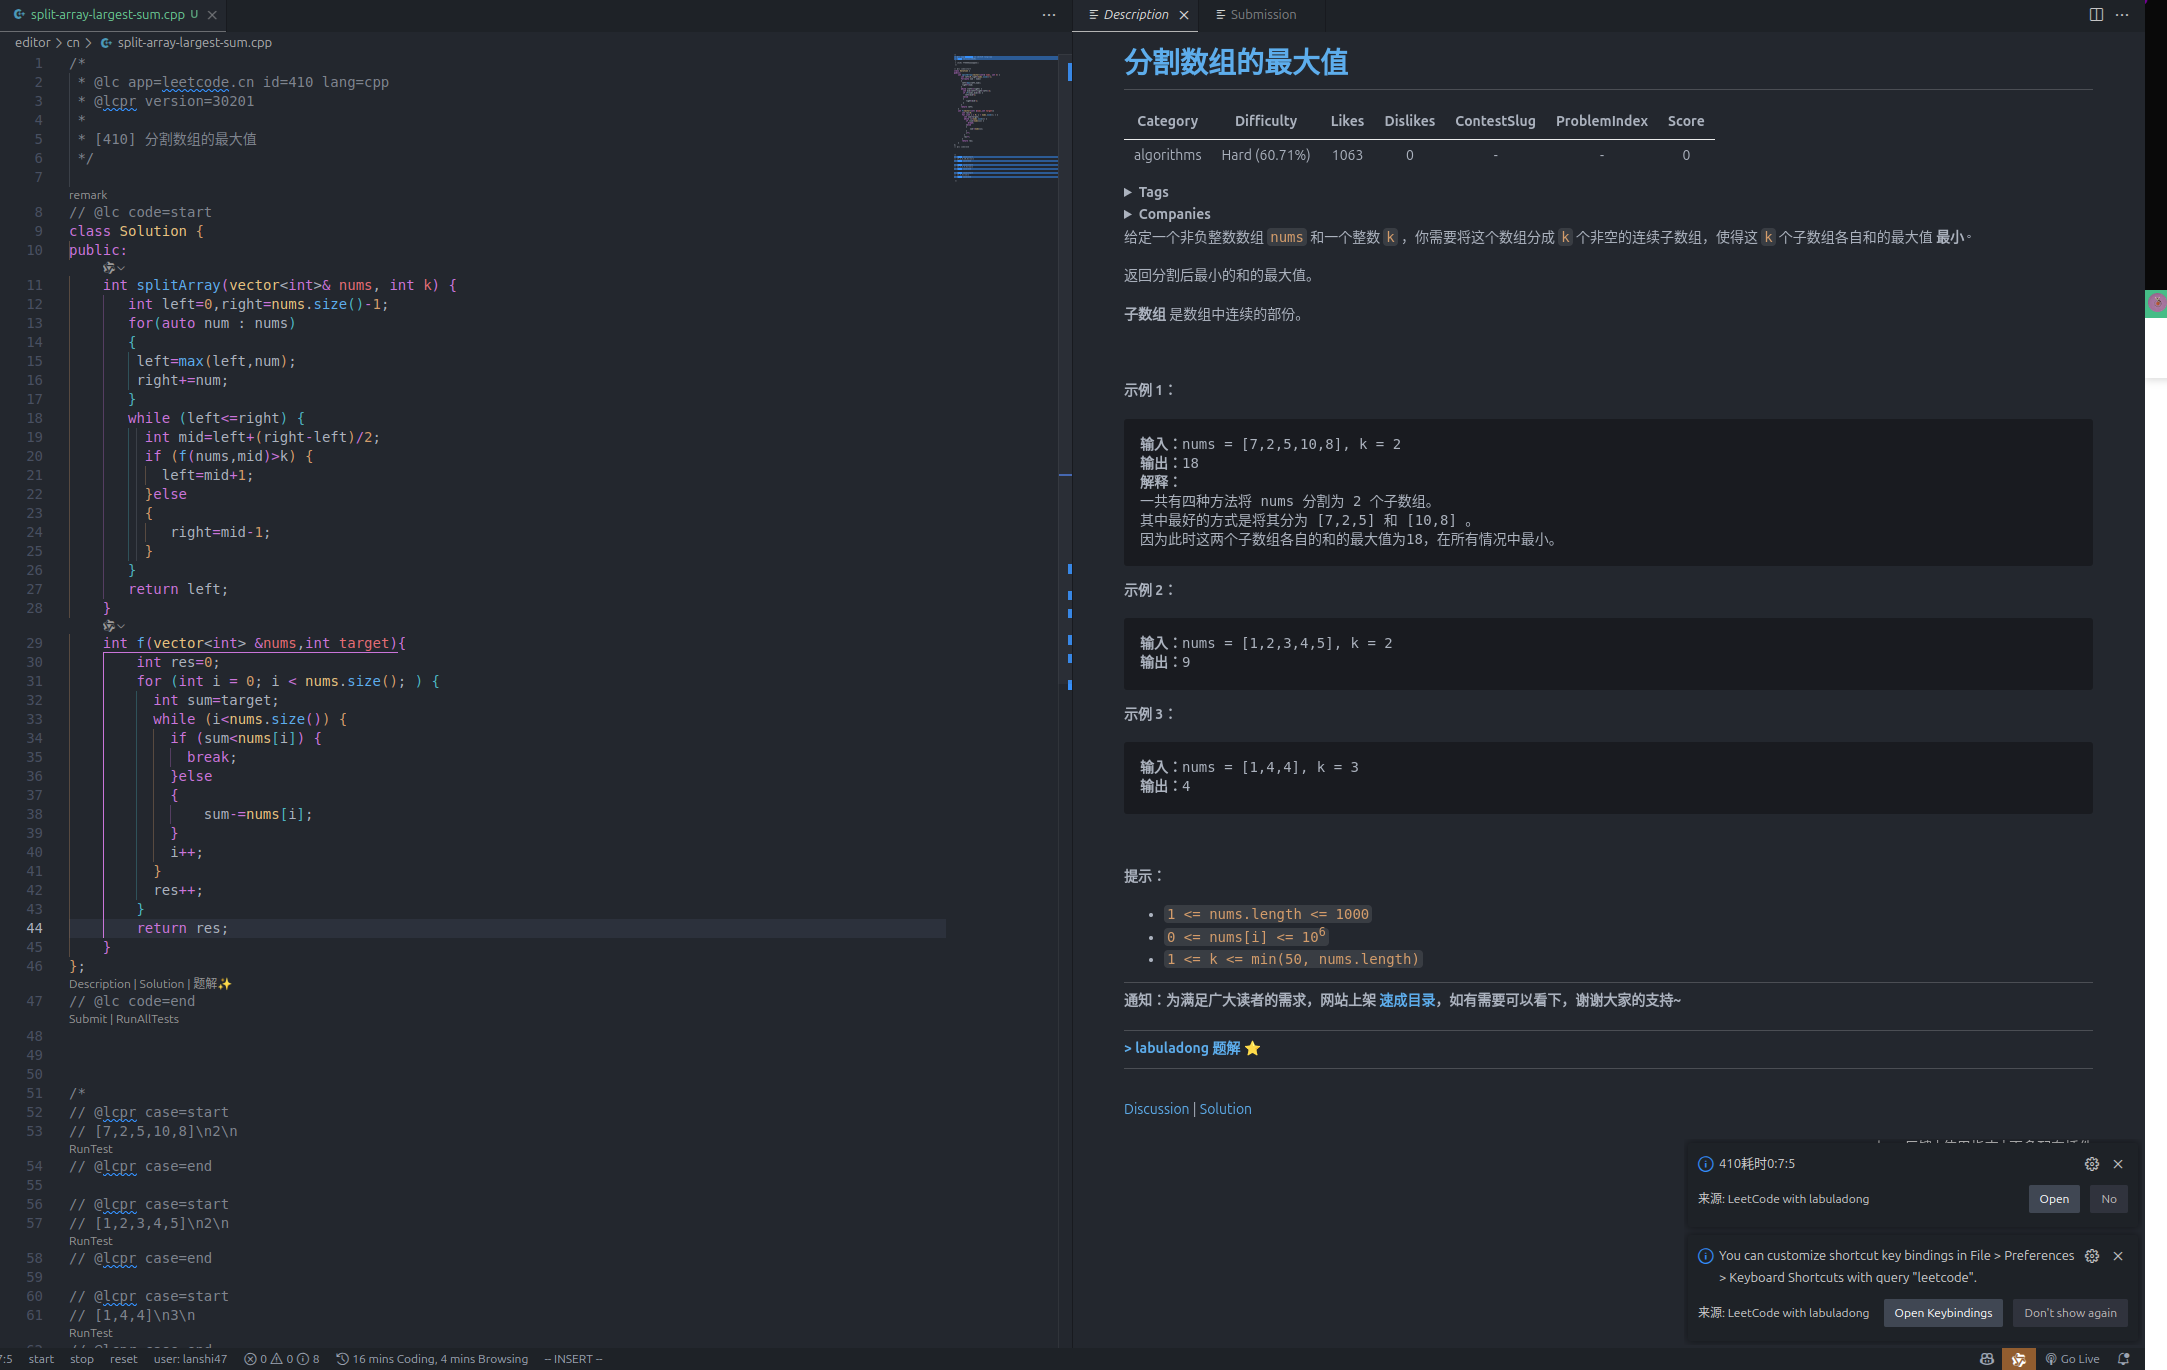 split-array-largest-sum.cpp U
editor > cn > split-array-largest-sum.cpp
1 /*
2 * @lc app=leetcode.cn id=410 lang=cpp
3 * @lcpr version=30201
4 *
5 * [410] 分割数组的最大值
6 */
7
remark
8 // @lc code=start
9 class Solution {
10 public:
11 int splitArray(vector<int>& nums, int k) {
12 int left=0,right=nums.size()-1;
13 for(auto num : nums)
14 {
15 left=max(left,num);
16 right+=num;
17 }
18 while (left<=right) {
19 int mid=left+(right-left)/2;
20 if (f(nums,mid)>k) {
21 left=mid+1;
22 }else
23 {
24 right=mid-1;
25 }
26 }
27 return left;
28 }
29 int f(vector<int> &nums,int target){
30 int res=0;
31 for (int i = 0; i < nums.size(); ) {
32 int sum=target;
33 while (i<nums.size()) {
34 if (sum<nums[i]) {
35 break;
36 }else
37 {
38 sum-=nums[i];
39 }
40 i++;
41 }
42 res++;
43 }
44 return res;
45 }
46 };
Description | Solution | 题解✨
47 // @lc code=end
Submit | RunAllTests
48
49
50
51 /*
52 // @lcpr case=start
53 // [7,2,5,10,8]\n2\n
RunTest
54 // @lcpr case=end
55
56 // @lcpr case=start
57 // [1,2,3,4,5]\n2\n
RunTest
58 // @lcpr case=end
59
60 // @lcpr case=start
61 // [1,4,4]\n3\n
RunTest
Description
Submission
分割数组的最大值
Category Difficulty Likes Dislikes ContestSlug ProblemIndex Score
algorithms Hard (60.71%) 1063 0 - - 0
Tags
Companies
给定一个非负整数数组 nums 和一个整数 k ，你需要将这个数组分成 k 个非空的连续子数组，使得这 k 个子数组各自和的最大值 最小。
返回分割后最小的和的最大值。
子数组 是数组中连续的部份。
示例 1：
输入：nums = [7,2,5,10,8], k = 2
输出：18
解释：
一共有四种方法将 nums 分割为 2 个子数组。
其中最好的方式是将其分为 [7,2,5] 和 [10,8] 。
因为此时这两个子数组各自的和的最大值为18，在所有情况中最小。
示例 2：
输入：nums = [1,2,3,4,5], k = 2
输出：9
示例 3：
输入：nums = [1,4,4], k = 3
输出：4
提示：
• 1 <= nums.length <= 1000
• 0 <= nums[i] <= 10⁶
• 1 <= k <= min(50, nums.length)
通知：为满足广大读者的需求，网站上架 速成目录，如有需要可以看下，谢谢大家的支持~
> labuladong 题解 ⭐
Discussion | Solution
410耗时0:7:5
来源: LeetCode with labuladong
Open
No
You can customize shortcut key bindings in File > Preferences
> Keyboard Shortcuts with query "leetcode".
来源: LeetCode with labuladong
Open Keybindings
Don't show again
7:5 start stop reset user: lanshi47 0 0 8 16 mins Coding, 4 mins Browsing -- INSERT -- Go Live